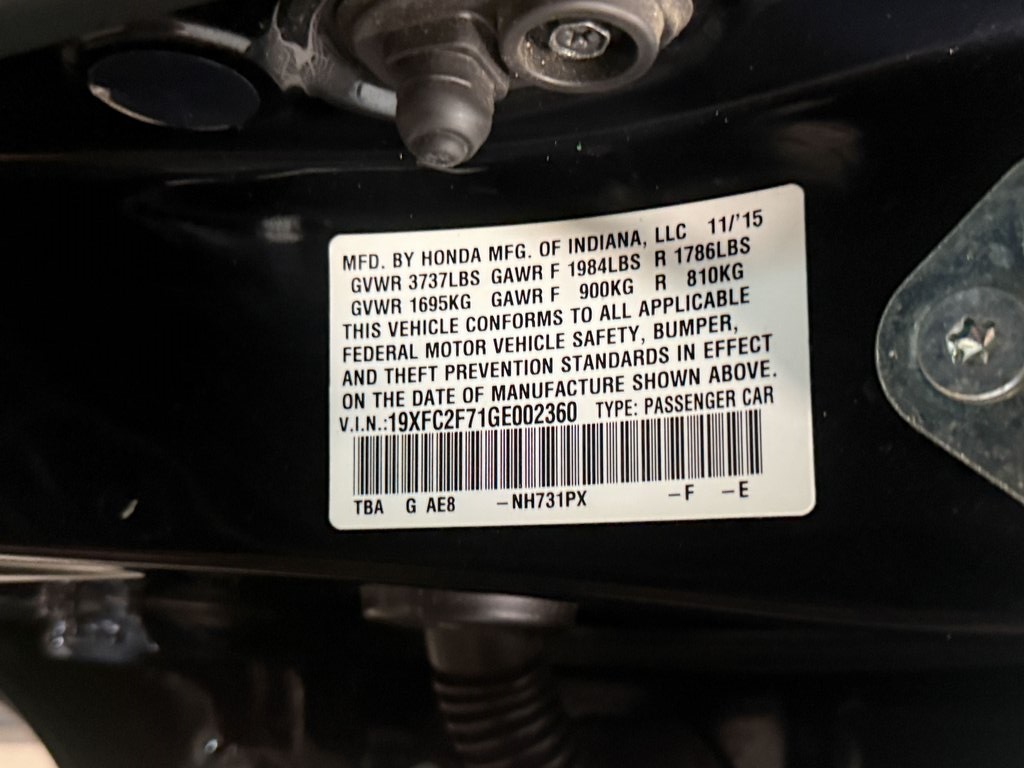 MFD. BY HONDA MFG. OF INDIANA, LLC 11/'15
GVWR 3737LBS GAWR F 1984LBS R 1786LBS
GVWR 1695KG GAWR F 900KG R 810KG
THIS VEHICLE CONFORMS TO ALL APPLICABLE
FEDERAL MOTOR VEHICLE SAFETY, BUMPER,
AND THEFT PREVENTION STANDARDS IN EFFECT
ON THE DATE OF MANUFACTURE SHOWN ABOVE.
V.I.N.:19XFC2F71GE002360 TYPE: PASSENGER CAR
TBA G AE8 –NH731PX –F –E